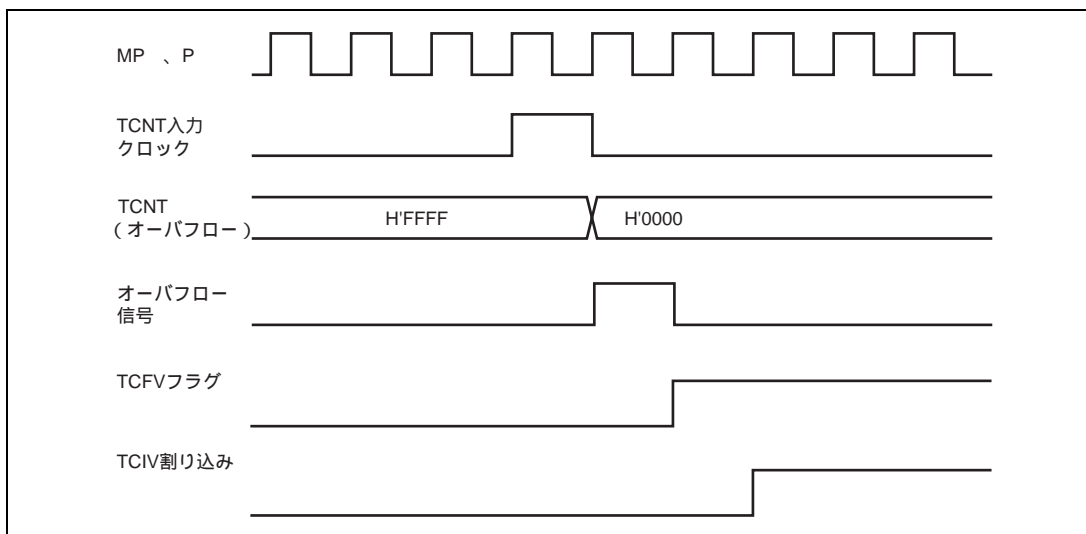 MP 、P
TCNT入力
クロック
TCNT
(オーバフロー)
H'FFFF
H'0000
オーバフロー
信号
TCFVフラグ
TCIV割り込み